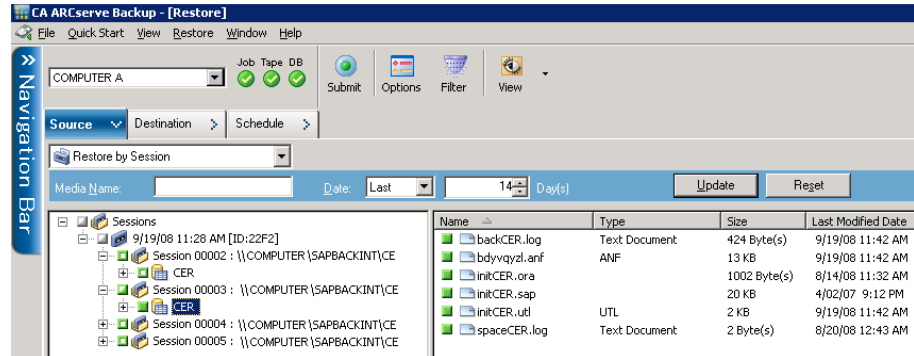 CA ARCserve Backup - [Restore]
File Quick Start View Restore Window Help
Job Tape DB
COMPUTER A
Submit Options Filter View
Navigation Bar
Source Destination Schedule
Restore by Session
Media Name: Date: Last 14 Day(s) Update Reset
Sessions
9/19/08 11:28 AM [ID:22F2]
Session 00002 : \\COMPUTER\SAPBACKINT\CE
CER
Session 00003 : \\COMPUTER\SAPBACKINT\CE
CER
Session 00004 : \\COMPUTER\SAPBACKINT\CE
Session 00005 : \\COMPUTER\SAPBACKINT\CE
Name Type Size Last Modified Date
backCER.log Text Document 424 Byte(s) 9/19/08 11:42 AM
bdyvqyzl.anf ANF 13 KB 9/19/08 11:42 AM
initCER.ora 1002 Byte(s) 8/14/08 11:32 AM
initCER.sap 20 KB 4/02/07 9:12 PM
initCER.utl UTL 2 KB 9/19/08 11:42 AM
spaceCER.log Text Document 2 Byte(s) 8/20/08 12:43 AM